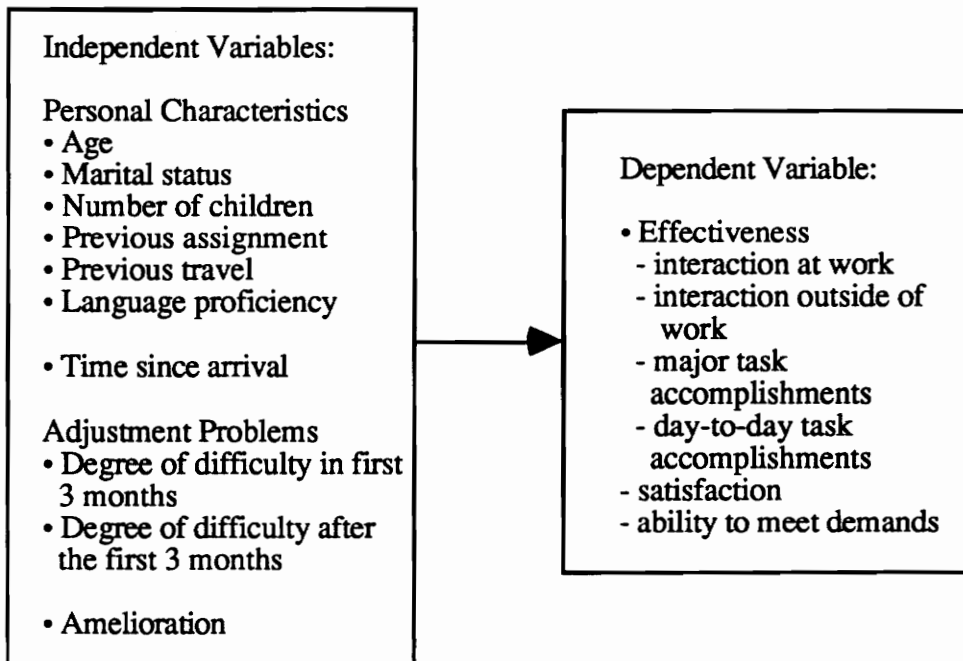 Independent Variables:
Personal Characteristics
• Age
• Marital status
• Number of children
• Previous assignment
• Previous travel
• Language proficiency
• Time since arrival
Adjustment Problems
• Degree of difficulty in first
3 months
• Degree of difficulty after
the first 3 months
• Amelioration
Dependent Variable:
• Effectiveness
- interaction at work
- interaction outside of
work
- major task
accomplishments
- day-to-day task
accomplishments
- satisfaction
- ability to meet demands